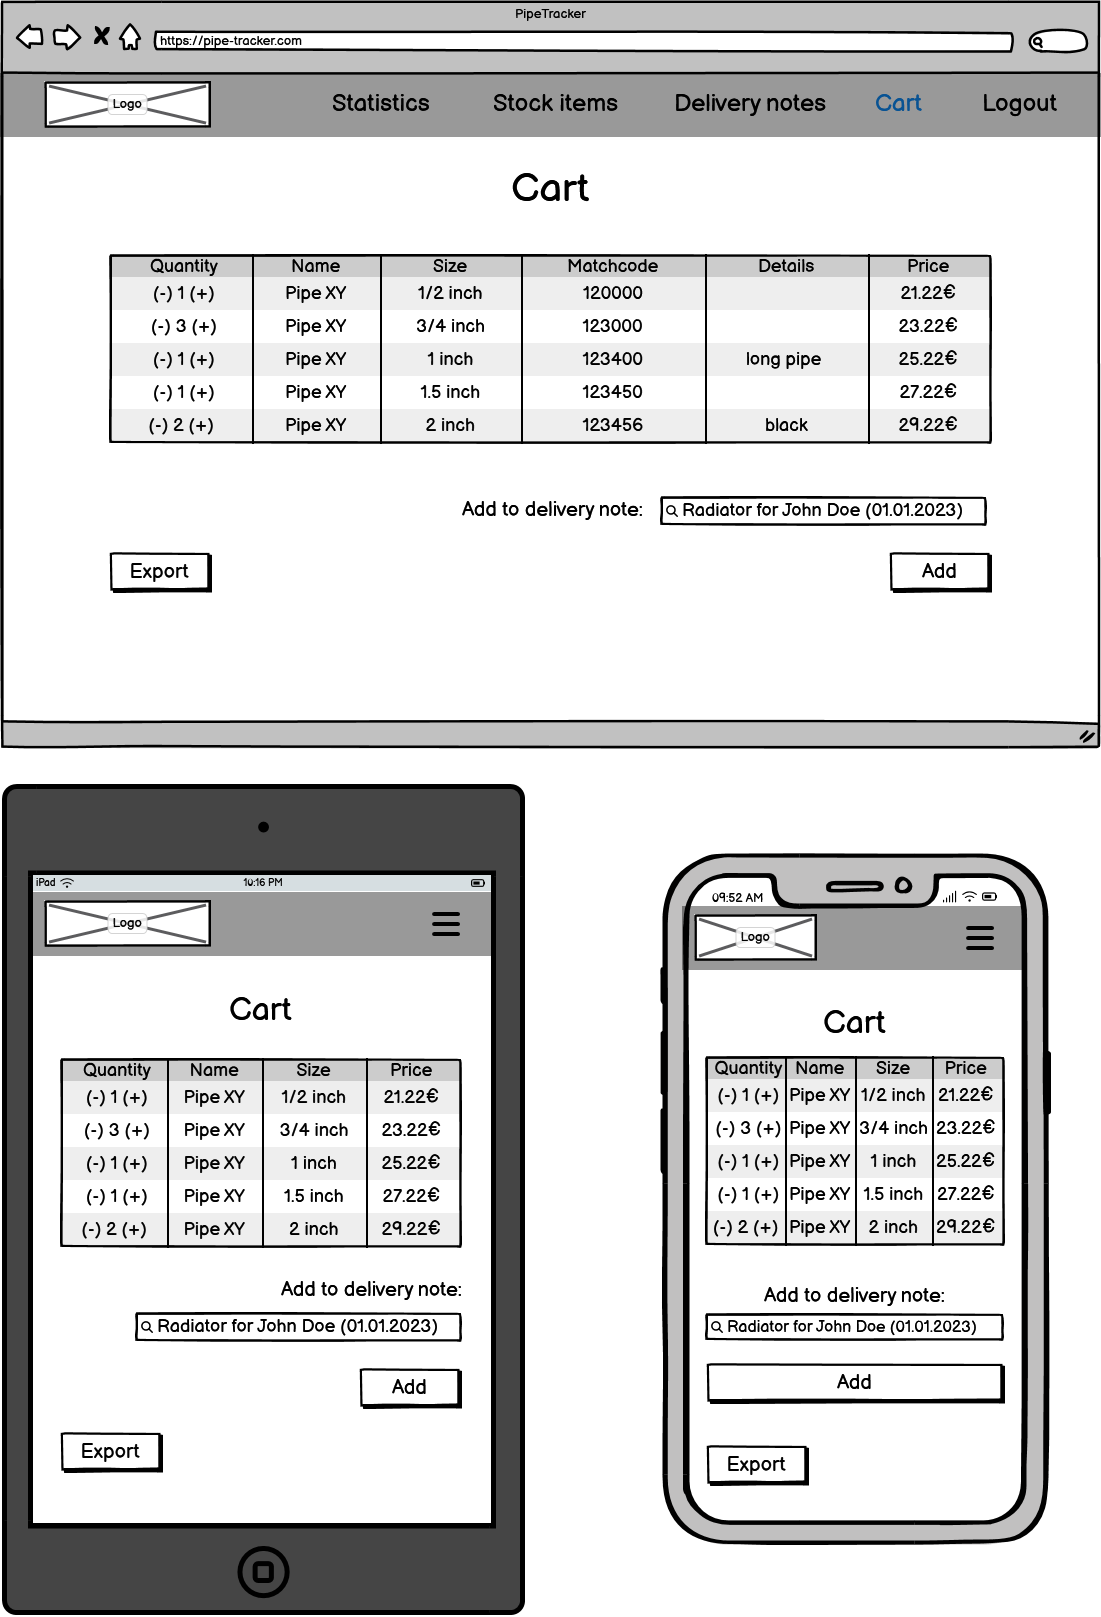 PipeTracker
https://pipe-tracker.com
Logo Statistics Stock items Delivery notes Cart Logout
Cart
Quantity Name Size Matchcode Details Price
(-) 1 (+) Pipe XY 1/2 inch 120000 21.22€
(-) 3 (+) Pipe XY 3/4 inch 123000 23.22€
(-) 1 (+) Pipe XY 1 inch 123400 long pipe 25.22€
(-) 1 (+) Pipe XY 1.5 inch 123450 27.22€
(-) 2 (+) Pipe XY 2 inch 123456 black 29.22€
Add to delivery note: Radiator for John Doe (01.01.2023)
Export Add
iPad 10:16 PM
Logo
Cart
Quantity Name Size Price
(-) 1 (+) Pipe XY 1/2 inch 21.22€
(-) 3 (+) Pipe XY 3/4 inch 23.22€
(-) 1 (+) Pipe XY 1 inch 25.22€
(-) 1 (+) Pipe XY 1.5 inch 27.22€
(-) 2 (+) Pipe XY 2 inch 29.22€
Add to delivery note:
Radiator for John Doe (01.01.2023)
Add
Export
09:52 AM
Logo
Cart
Quantity Name Size Price
(-) 1 (+) Pipe XY 1/2 inch 21.22€
(-) 3 (+) Pipe XY 3/4 inch 23.22€
(-) 1 (+) Pipe XY 1 inch 25.22€
(-) 1 (+) Pipe XY 1.5 inch 27.22€
(-) 2 (+) Pipe XY 2 inch 29.22€
Add to delivery note:
Radiator for John Doe (01.01.2023)
Add
Export